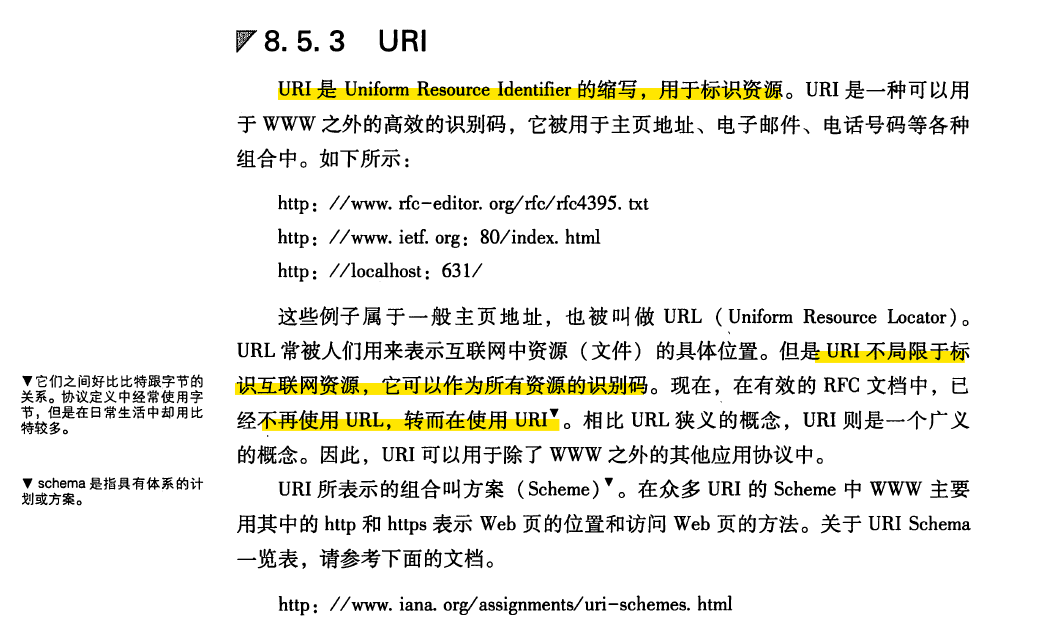 8.5.3 URI
URI 是 Uniform Resource Identifier 的缩写，用于标识资源。URI 是一种可以用
于 WWW 之外的高效的识别码，它被用于主页地址、电子邮件、电话号码等各种
组合中。如下所示：
http：//www. rfc-editor. org/rfc/rfc4395. txt
http：//www. ietf. org：80/index. html
http：//localhost：631/
这些例子属于一般主页地址，也被叫做 URL（Uniform Resource Locator）。
URL 常被人们用来表示互联网中资源（文件）的具体位置。但是 URI 不局限于标
识互联网资源，它可以作为所有资源的识别码。现在，在有效的 RFC 文档中，已
经不再使用 URL，转而在使用 URI▼。相比 URL 狭义的概念，URI 则是一个广义
的概念。因此，URI 可以用于除了 WWW 之外的其他应用协议中。
▼它们之间好比比特跟字节的
关系。协议定义中经常使用字
节，但是在日常生活中却用比
特较多。
URI 所表示的组合叫方案（Scheme）▼。在众多 URI 的 Scheme 中 WWW 主要
用其中的 http 和 https 表示 Web 页的位置和访问 Web 页的方法。关于 URI Schema
一览表，请参考下面的文档。
▼ schema 是指具有体系的计
划或方案。
http：//www. iana. org/assignments/uri-schemes. html